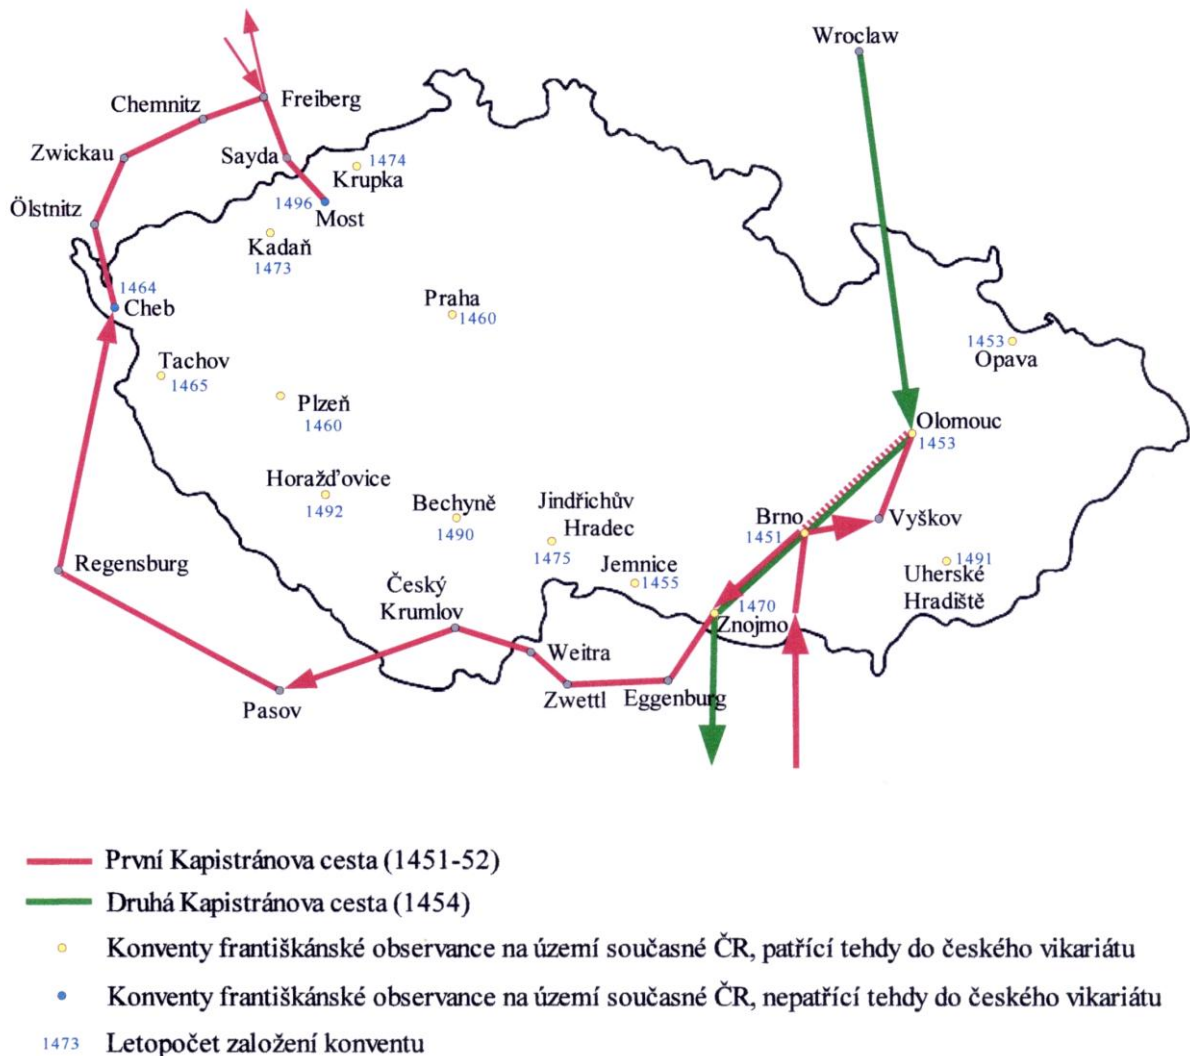 Wroclaw
Chemnitz
Freiberg
Zwickau
Sayda
1474
Krupka
1496
Most
Ölstnitz
Kadaň
1473
1464
Cheb
Praha
1460
1453
Opava
Tachov
1465
Plzeň
1460
Olomouc
1453
Horažďovice
1492
Bechyně
1490
Jindřichův
Hradec
1475
Brno
1451
Vyškov
Jemnice
1455
1491
Uherské
Hradiště
Regensburg
Český
Krumlov
1470
Znojmo
Weitra
Zwettl
Eggenburg
Pasov
První Kapistránova cesta (1451-52)
Druhá Kapistránova cesta (1454)
Konventy františkánské observance na území současné ČR, patřící tehdy do českého vikariátu
Konventy františkánské observance na území současné ČR, nepatřící tehdy do českého vikariátu
1473 Letopočet založení konventu